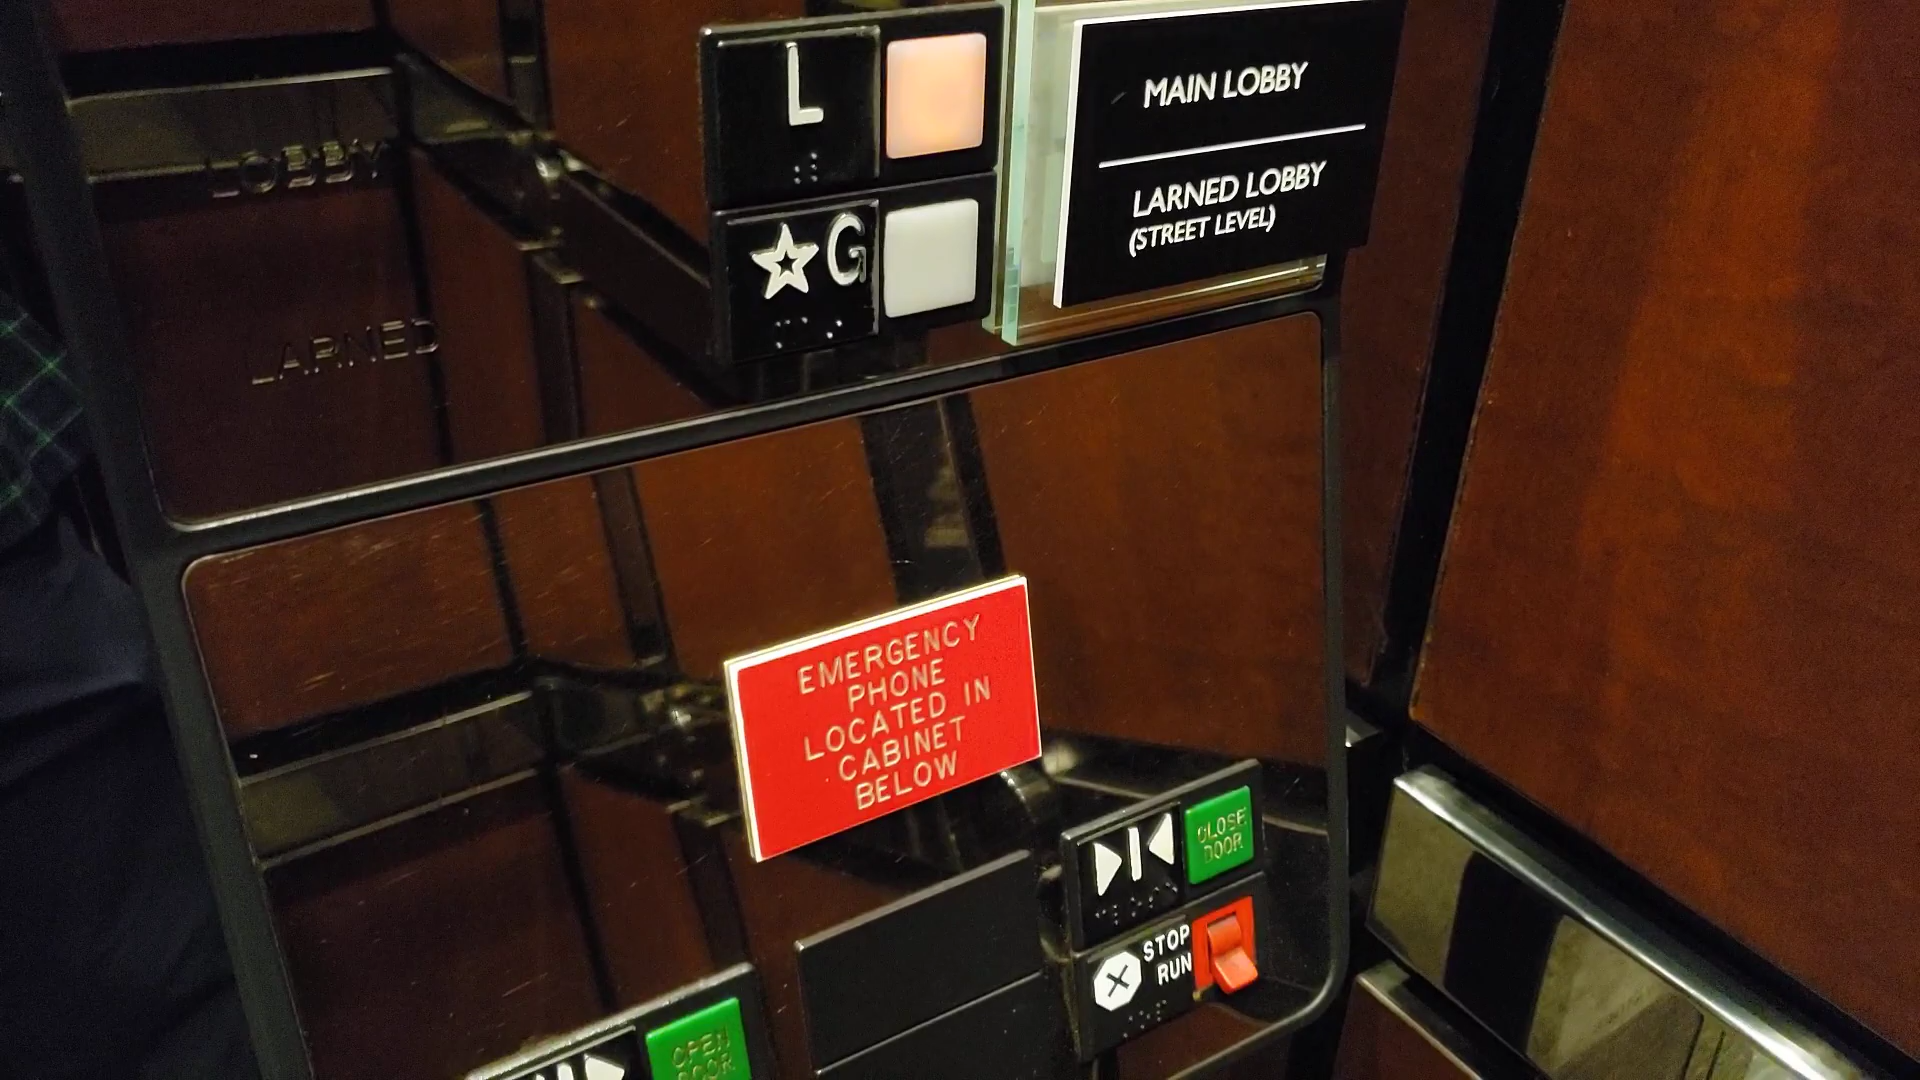 L
MAIN LOBBY
LOBBY
G
LARNED LOBBY
(STREET LEVEL)
LARNED
EMERGENCY
PHONE
LOCATED IN
CABINET
BELOW
CLOSE
DOOR
STOP
RUN
OPEN
DOOR